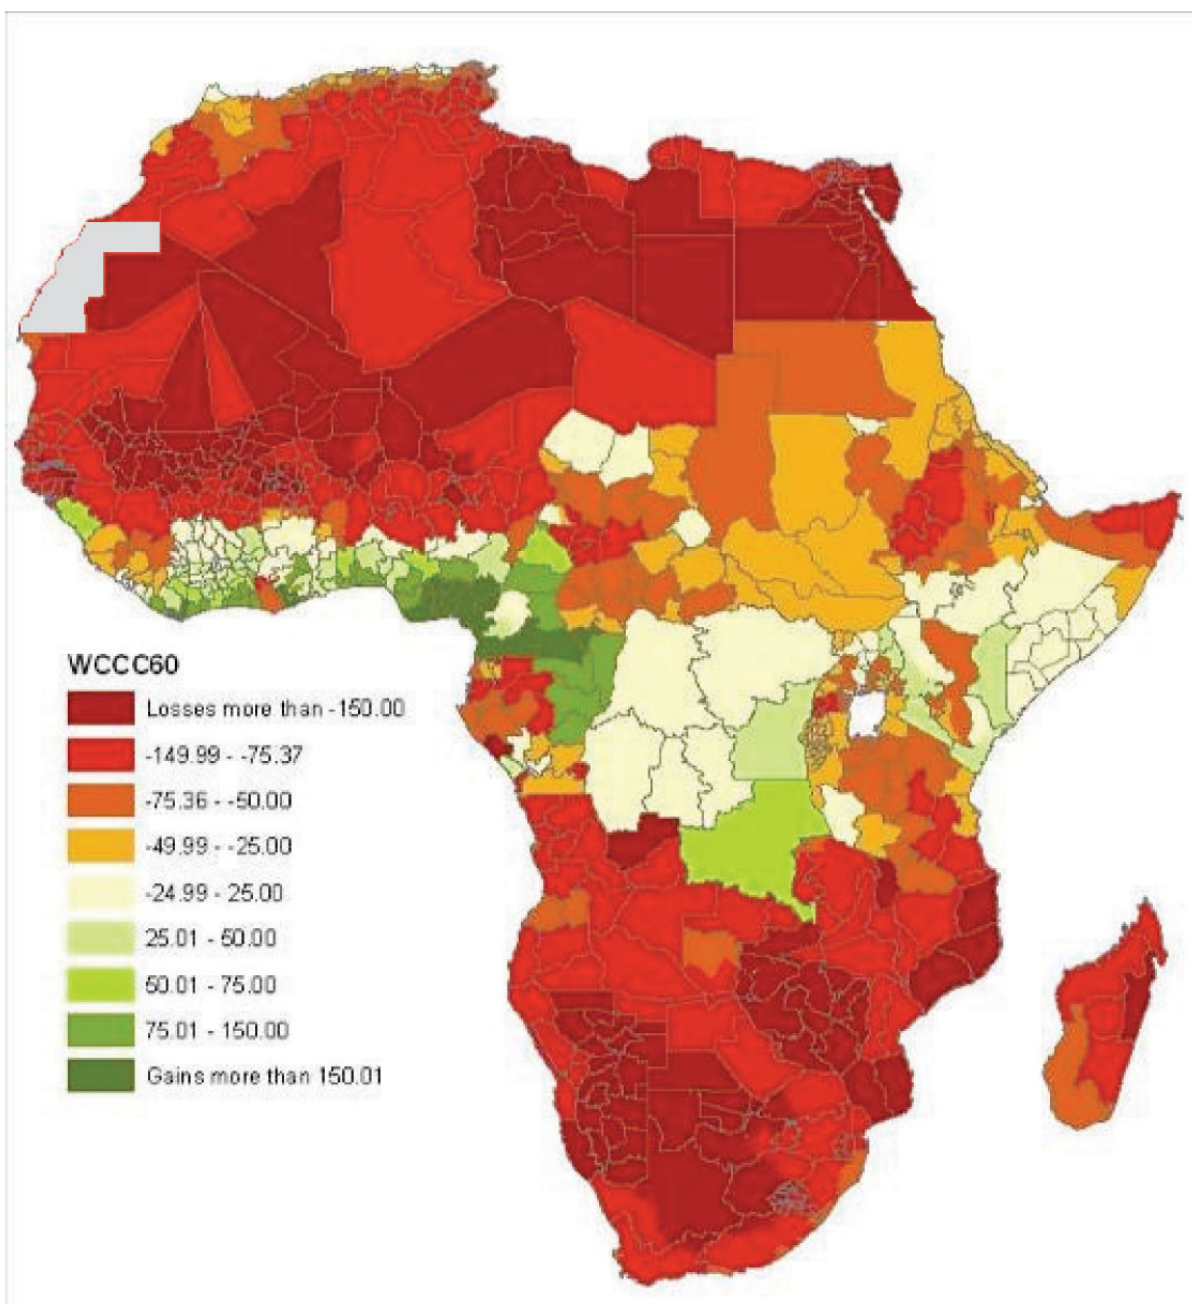 WCCC60
Losses more than -150.00
-149.99 - -75.37
-75.36 - -50.00
-49.99 - -25.00
-24.99 - 25.00
25.01 - 50.00
50.01 - 75.00
75.01 - 150.00
Gains more than 150.01